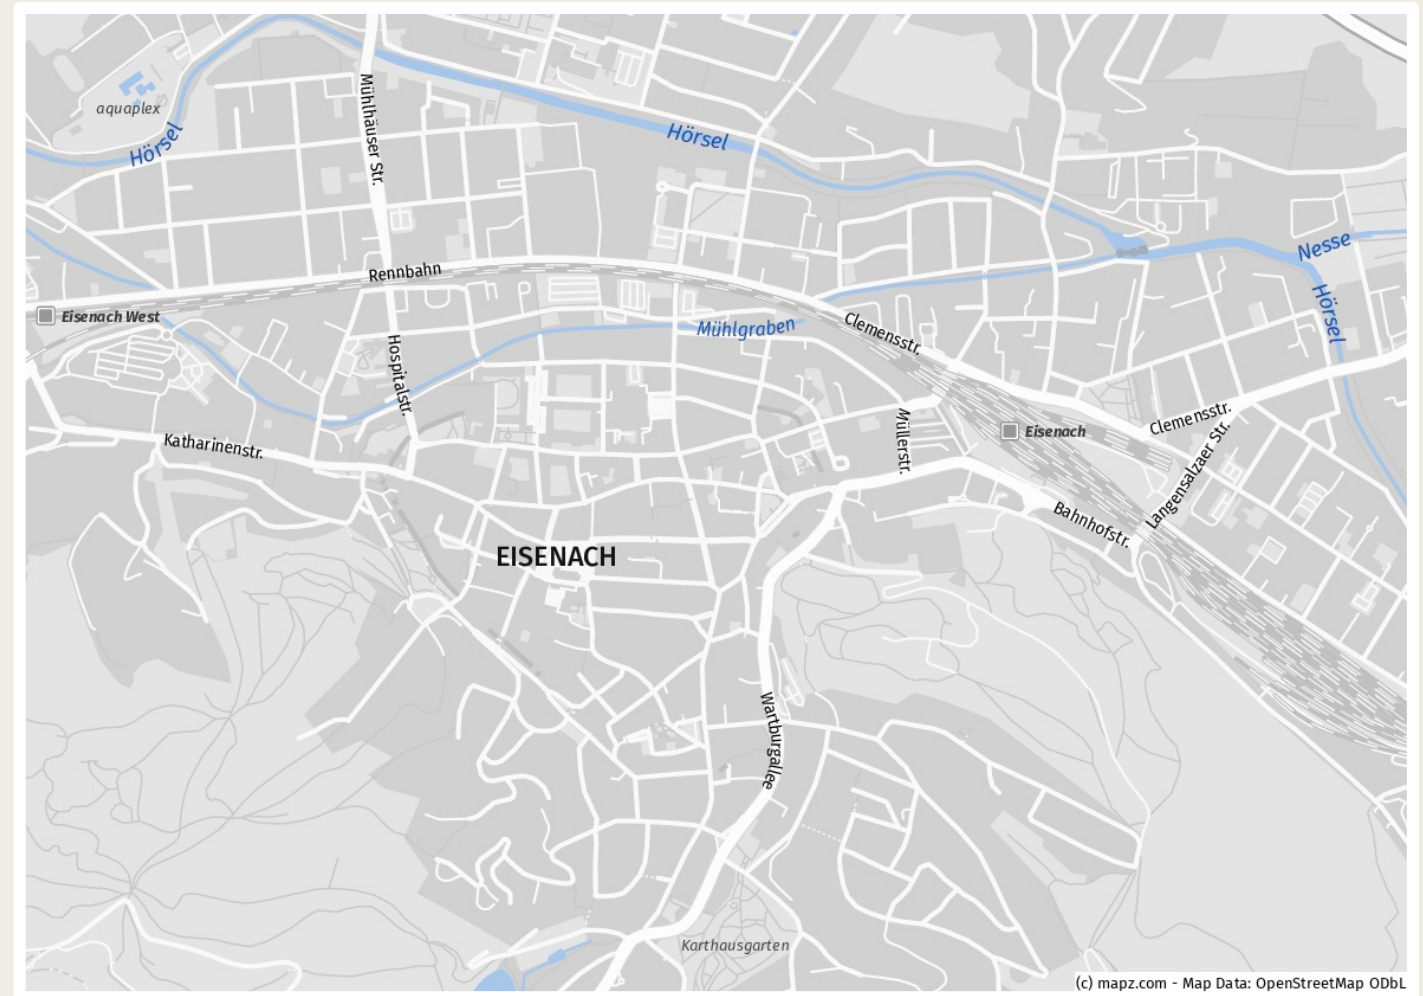 aquaplex
Hörsel
Mühlhäuser Str.
Hörsel
Nesse
Hörsel
Rennbahn
Eisenach West
Mühlgraben
Clemensstr.
Hospitalstr.
Müllerstr.
Eisenach
Clemensstr.
Langensalzaer Str.
Katharinenstr.
Bahnhofstr.
EISENACH
Wartburgallee
Karthausgarten
(c) mapz.com - Map Data: OpenStreetMap ODbL